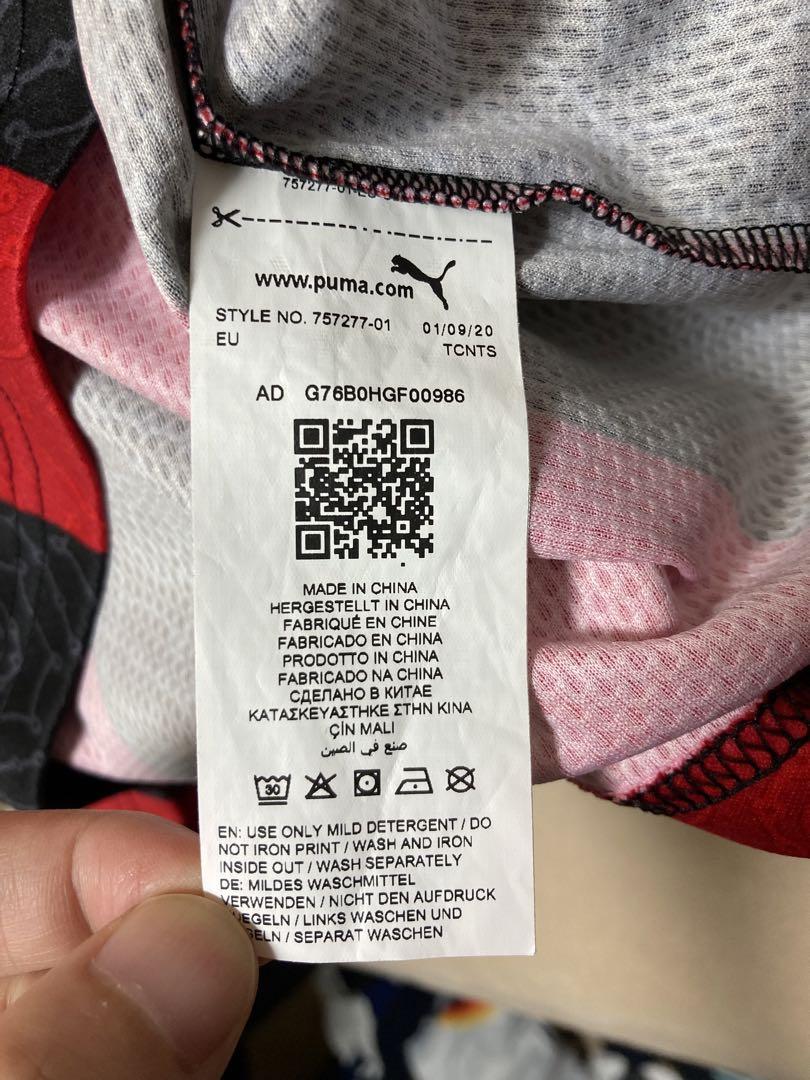 757277-01-EU
www.puma.com
STYLE NO. 757277-01 01/09/20
EU TCNTS
AD G76B0HGF00986
MADE IN CHINA
HERGESTELLT IN CHINA
FABRIQUÉ EN CHINE
FABRICADO EN CHINA
PRODOTTO IN CHINA
FABRICADO NA CHINA
СДЕЛАНО В КИТАЕ
ΚΑΤΑΣΚΕΥΑΣΤΗΚΕ ΣΤΗΝ ΚΙΝΑ
ÇİN MALI
صنع في الصين
30
EN: USE ONLY MILD DETERGENT / DO
NOT IRON PRINT / WASH AND IRON
INSIDE OUT / WASH SEPARATELY
DE: MILDES WASCHMITTEL
VERWENDEN / NICHT DEN AUFDRUCK
/ LINKS WASCHEN UND
/ SEPARAT WASCHEN